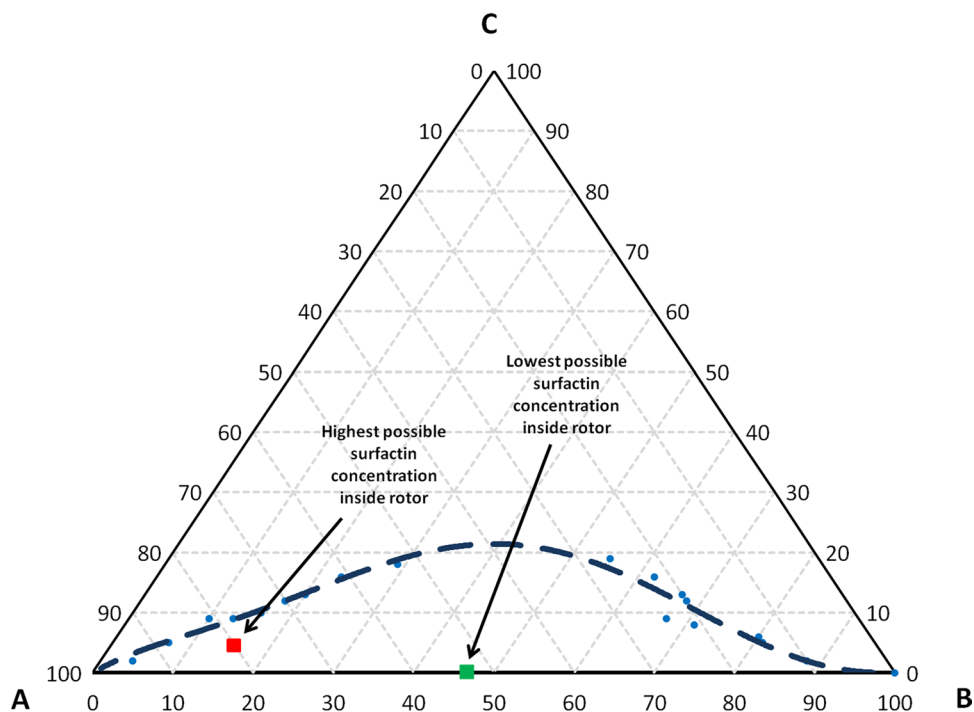 C
0 100
10 90
20 80
30 70
40 60
Lowest possible
surfactin
concentration
inside rotor
50 50
Highest possible
surfactin
concentration
inside rotor
60 40
70 30
80 20
90 10
100 0
A B
0 10 20 30 40 50 60 70 80 90 100